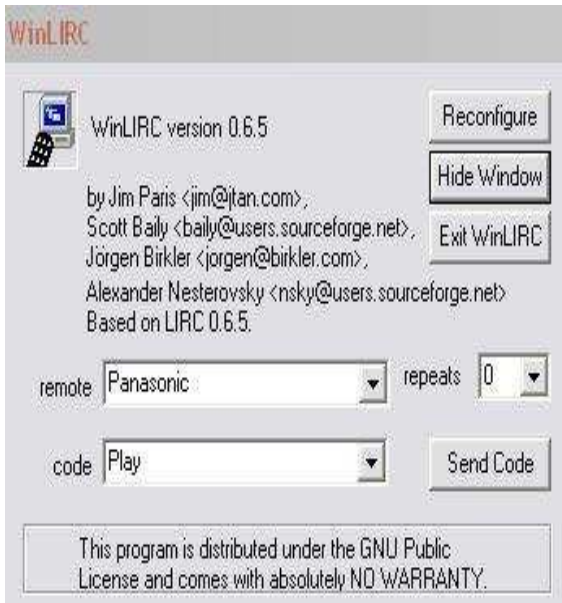 WinLIRC
WinLIRC version 0.6.5
Reconfigure
Hide Window
Exit WinLIRC
by Jim Paris <jim@jtan.com>,
Scott Baily <baily@users.sourceforge.net>,
Jörgen Birkler <jorgen@birkler.com>,
Alexander Nesterovsky <nsky@users.sourceforge.net>
Based on LIRC 0.6.5.
remote Panasonic repeats 0
code Play Send Code
This program is distributed under the GNU Public
License and comes with absolutely NO WARRANTY.